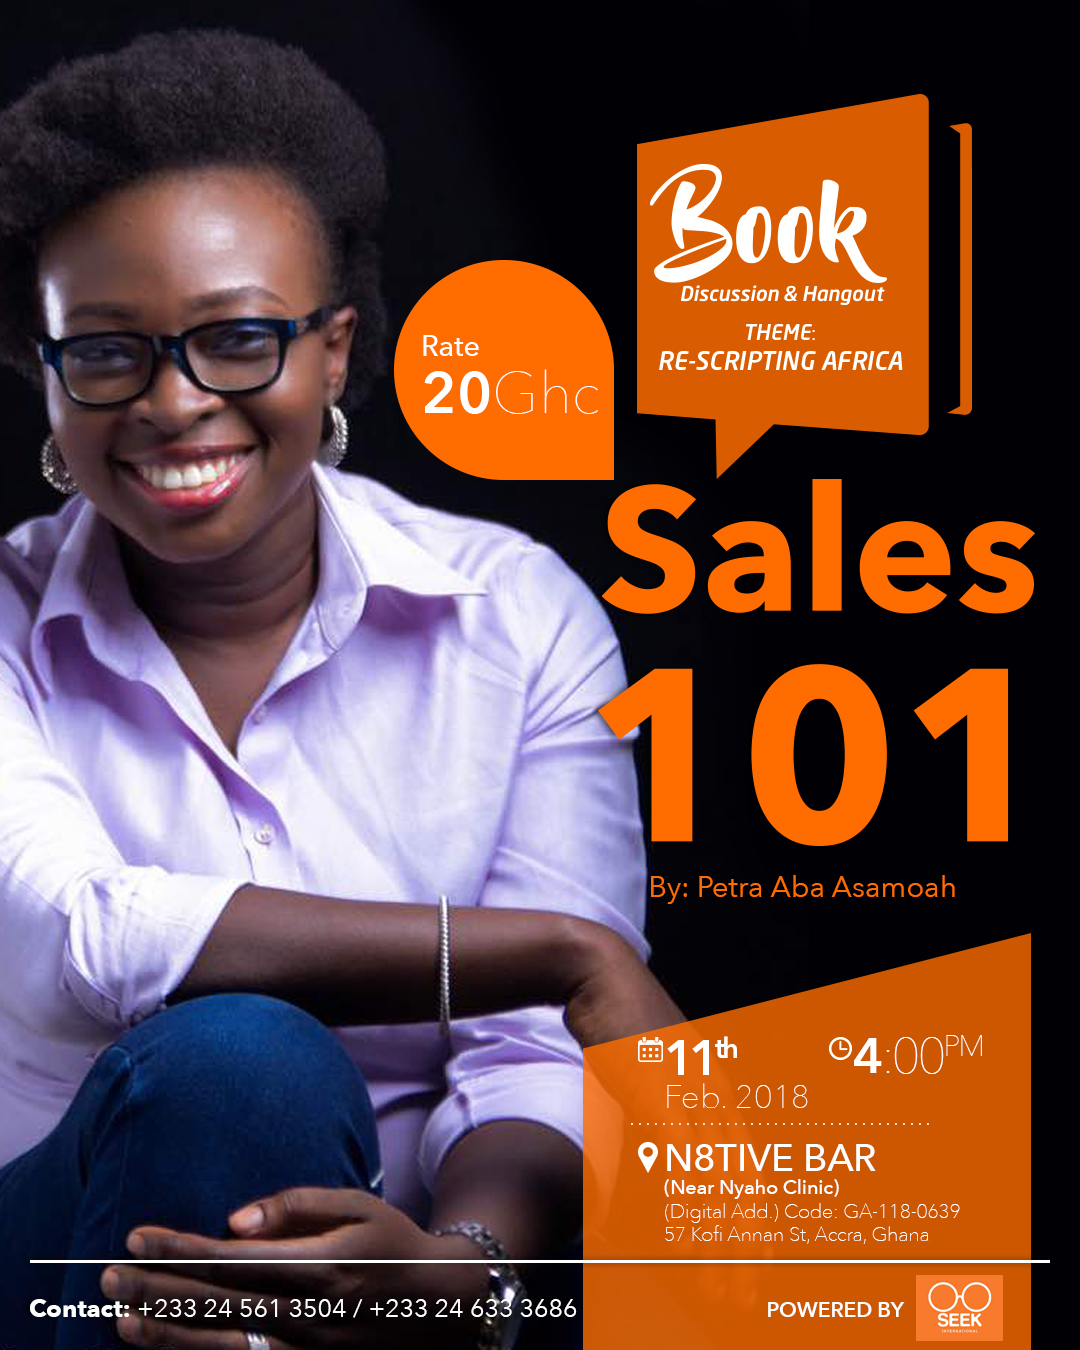 Book
Discussion & Hangout
THEME:
RE-SCRIPTING AFRICA
Rate
20Ghc
Sales
101
By: Petra Aba Asamoah
11th
Feb. 2018
4:00PM
N8TIVE BAR
(Near Nyaho Clinic)
(Digital Add.) Code: GA-118-0639
57 Kofi Annan St, Accra, Ghana
Contact: +233 24 561 3504 / +233 24 633 3686
POWERED BY
SEEK
INTERNATIONAL